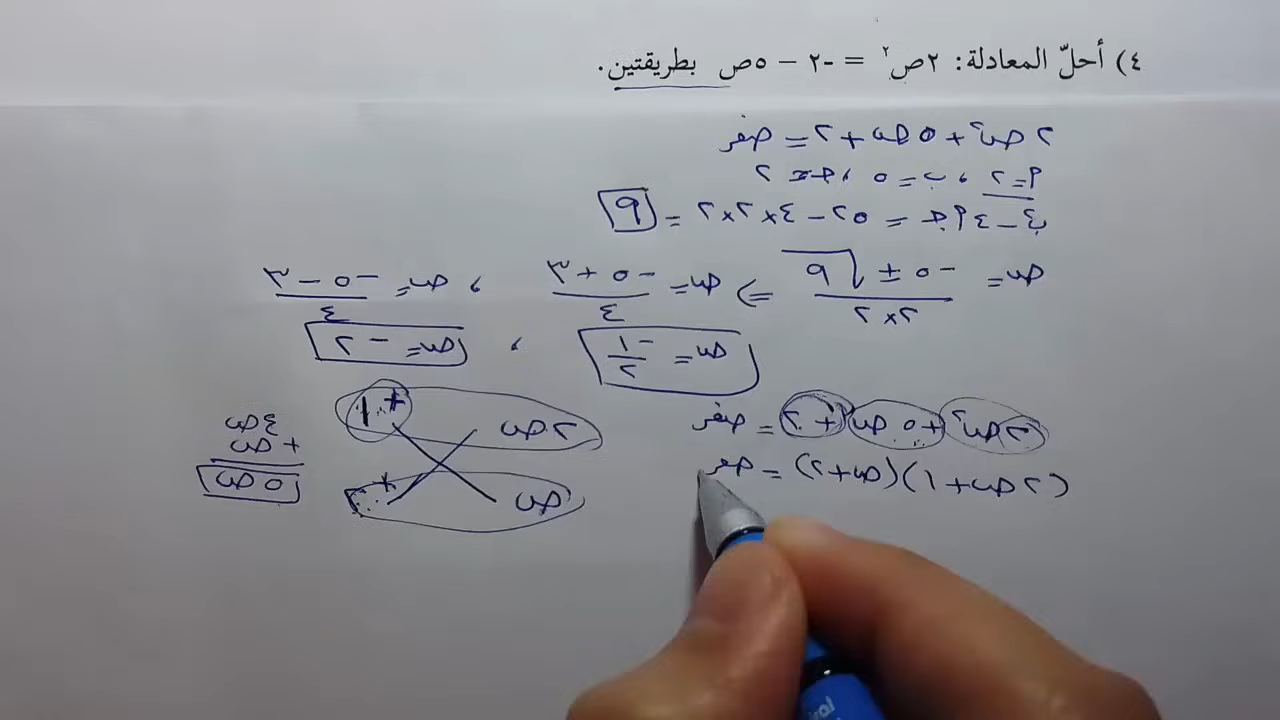 ٤) أحلّ المعادلة: ٢ص٢ = -٢ - ٥ص بطريقتين.
٢ص٢ + ٥ص + ٢ = صفر
أ = ٢ ، ب = ٥ ، جـ = ٢
ب٢ - ٤أجـ = ٢٥ - ٤×٢×٢ = ٩
ص = -٥ ± √٩ / ٢×٢ => ص = -٥ + ٣ / ٤ ، ص = -٥ - ٣ / ٤
ص = -١/٢ ، ص = -٢
٢ص٢ + ٥ص + ٢ = صفر
(٢ص + ١)(ص + ٢) = صفر
٢ص +١
ص +
٤ص
+ ص
٥ص